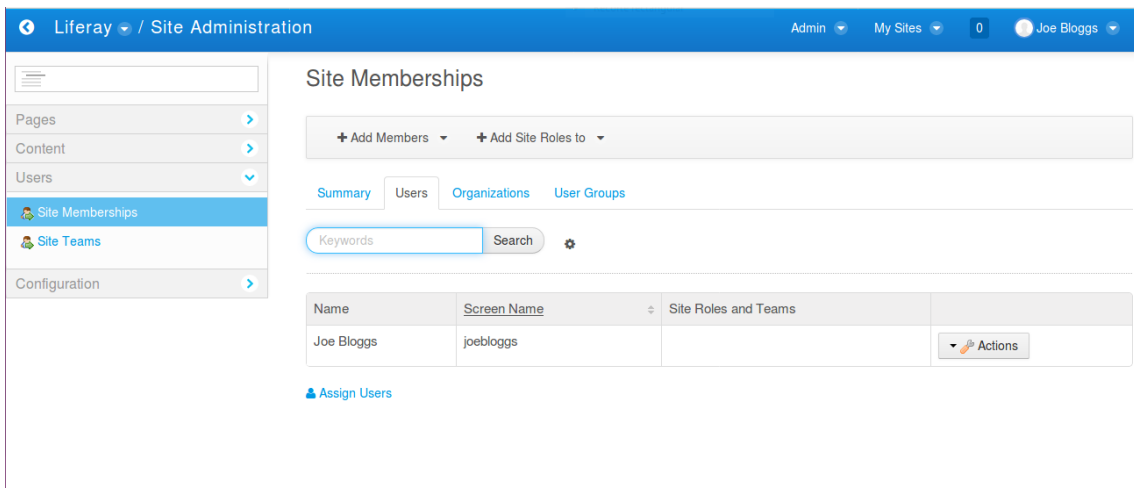 Liferay / Site Administration Admin My Sites 0 Joe Bloggs
Site Memberships
Pages
Content
Users
Site Memberships
Site Teams
Configuration
Add Members Add Site Roles to
Summary Users Organizations User Groups
Keywords Search
Name Screen Name Site Roles and Teams
Joe Bloggs joebloggs Actions
Assign Users